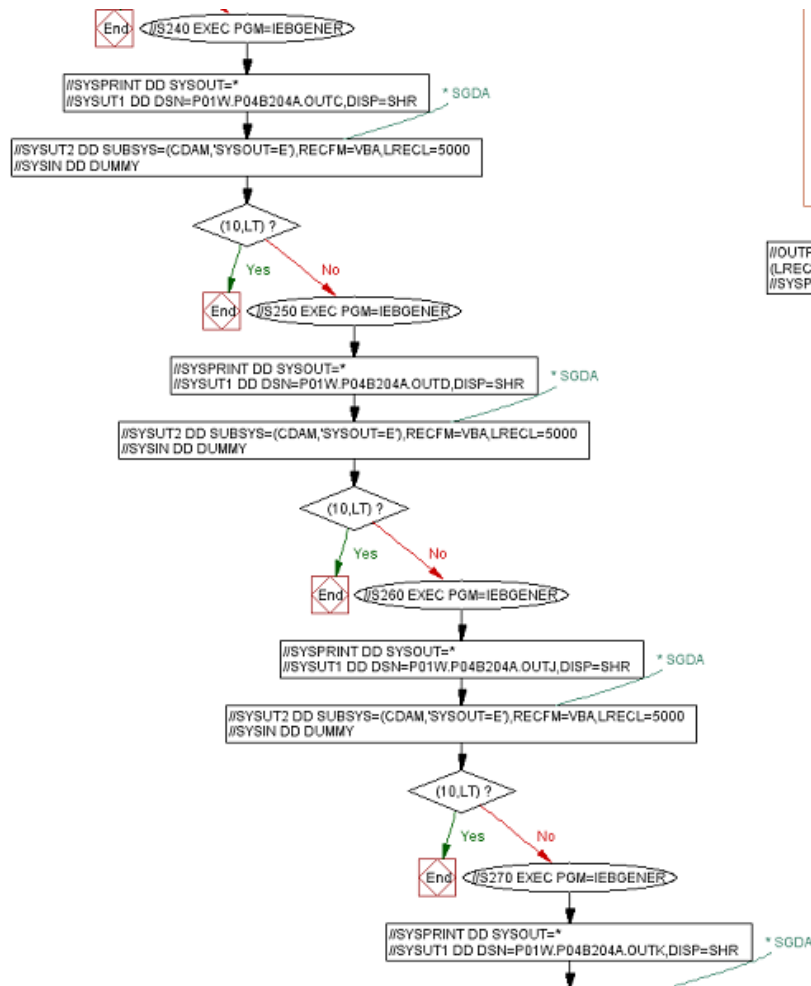 End
//S240 EXEC PGM=IEBGENER
//SYSPRINT DD SYSOUT=*
//SYSUT1 DD DSN=P01W.P04B204A.OUTC,DISP=SHR
* SGDA
//SYSUT2 DD SUBSYS=(CDAM,'SYSOUT=E'),RECFM=VBA,LRECL=5000
//SYSIN DD DUMMY
(10,LT) ?
Yes
No
//OUTP
(LREC
//SYSP
End
//S250 EXEC PGM=IEBGENER
//SYSPRINT DD SYSOUT=*
//SYSUT1 DD DSN=P01W.P04B204A.OUTD,DISP=SHR
* SGDA
//SYSUT2 DD SUBSYS=(CDAM,'SYSOUT=E'),RECFM=VBA,LRECL=5000
//SYSIN DD DUMMY
(10,LT) ?
Yes
No
End
//S260 EXEC PGM=IEBGENER
//SYSPRINT DD SYSOUT=*
//SYSUT1 DD DSN=P01W.P04B204A.OUTJ,DISP=SHR
* SGDA
//SYSUT2 DD SUBSYS=(CDAM,'SYSOUT=E'),RECFM=VBA,LRECL=5000
//SYSIN DD DUMMY
(10,LT) ?
Yes
No
End
//S270 EXEC PGM=IEBGENER
//SYSPRINT DD SYSOUT=*
//SYSUT1 DD DSN=P01W.P04B204A.OUTK,DISP=SHR
* SGDA